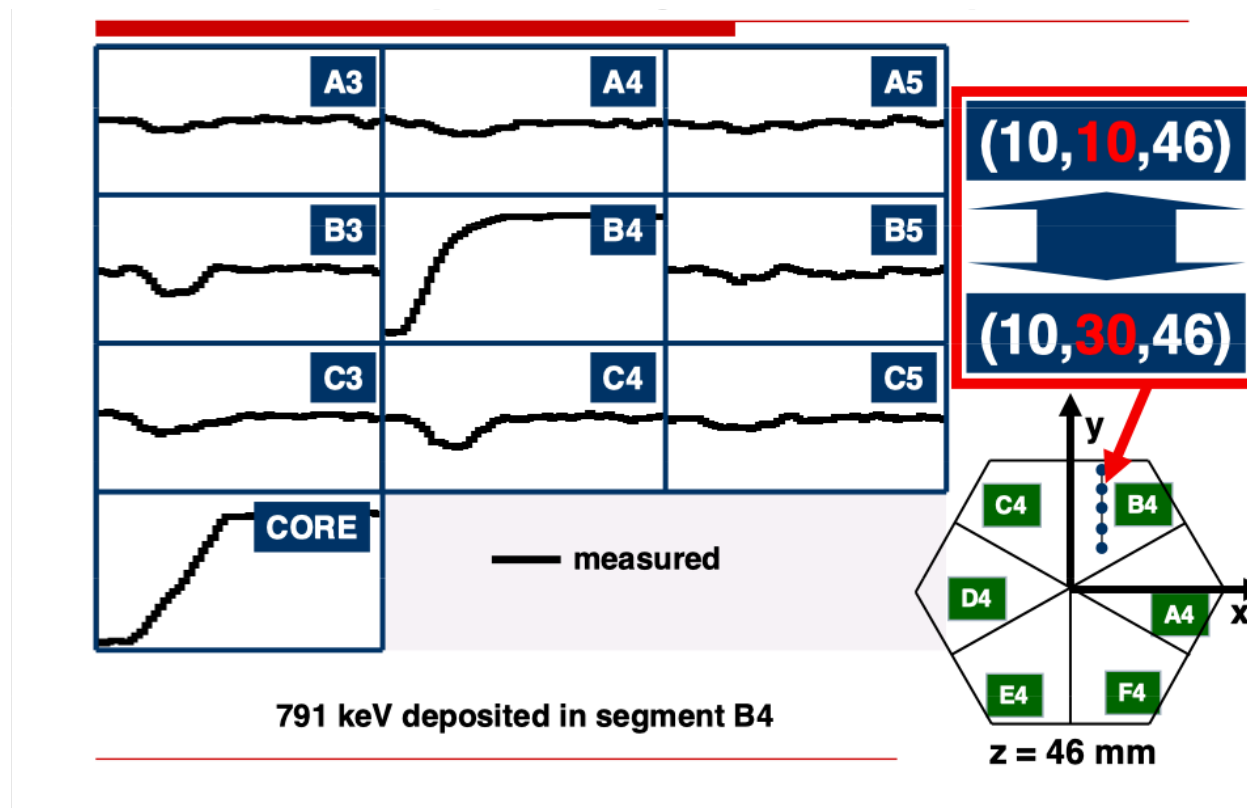 A3
A4
A5
B3
B4
B5
C3
C4
C5
CORE
measured
791 keV deposited in segment B4
(10,10,46)
(10,30,46)
y
x
C4
B4
D4
A4
E4
F4
z = 46 mm